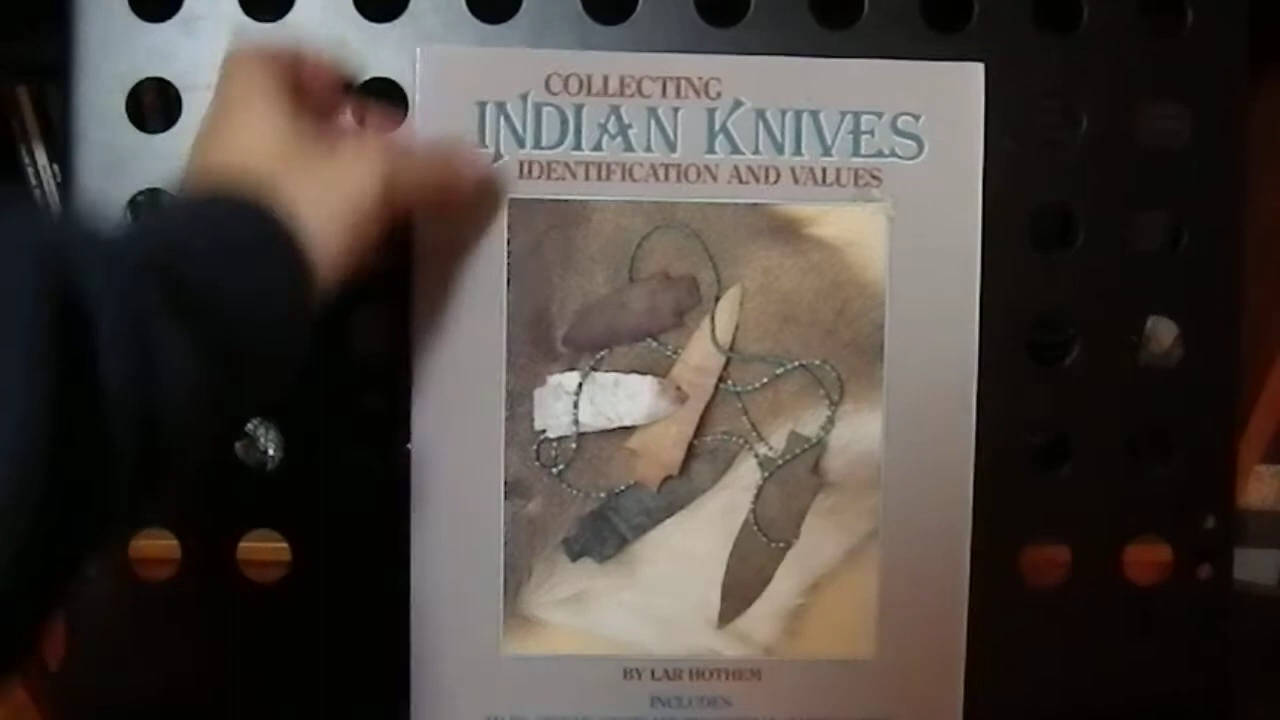 COLLECTING
INDIAN KNIVES
IDENTIFICATION AND VALUES
BY LAR HOTHEM
INCLUDES